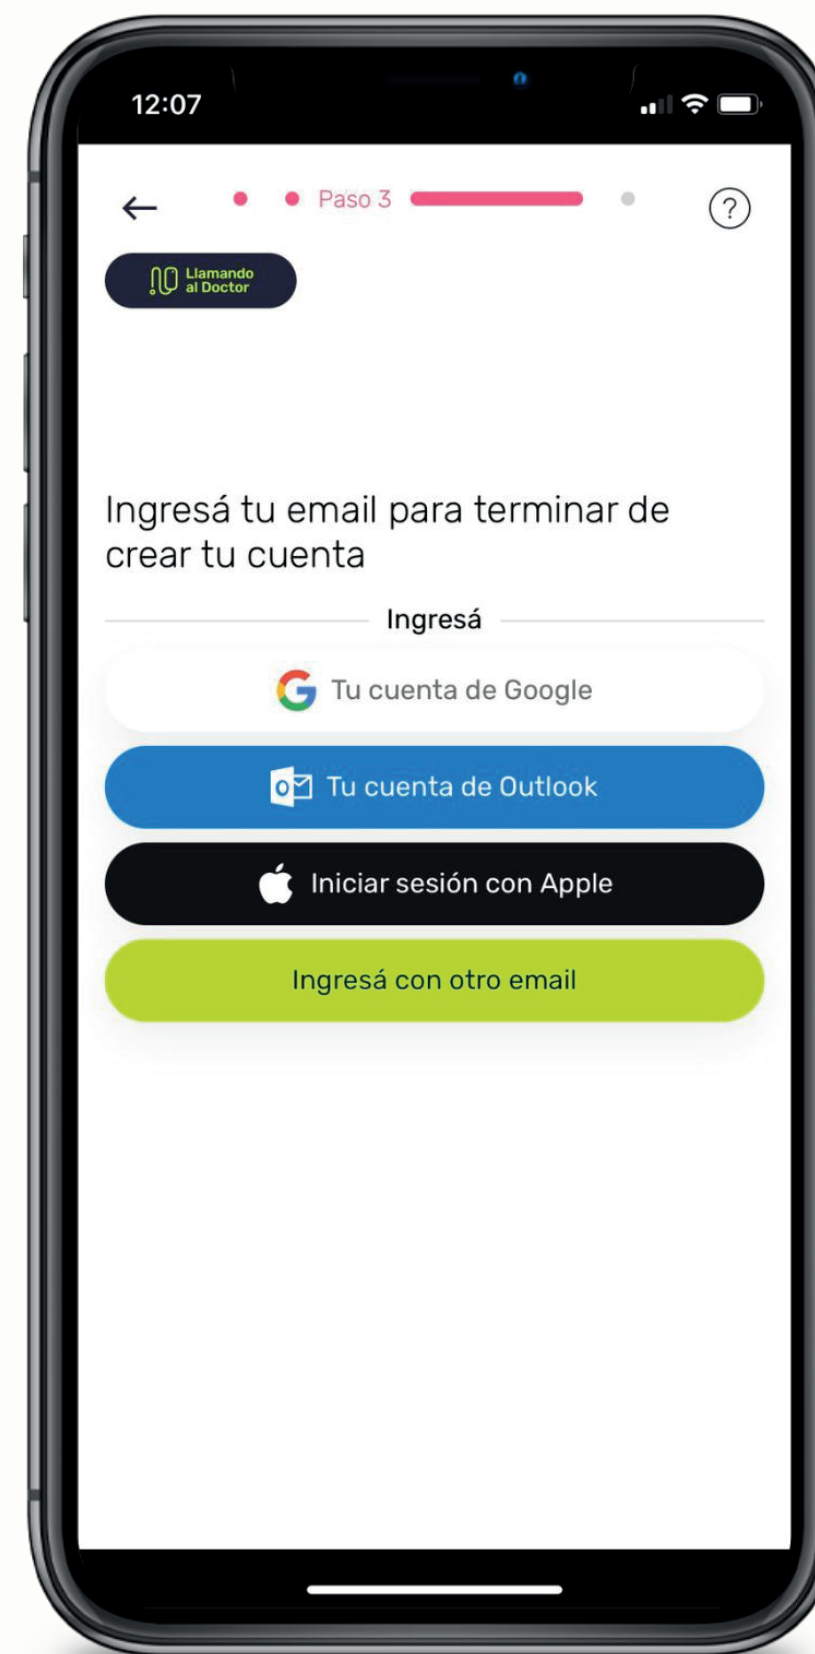 12:07
Paso 3
?
Llamando
al Doctor
Ingresá tu email para terminar de
crear tu cuenta
Ingresá
Tu cuenta de Google
Tu cuenta de Outlook
Iniciar sesión con Apple
Ingresá con otro email